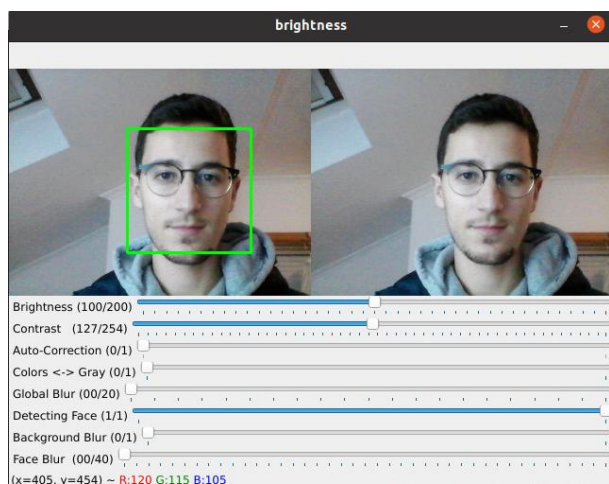 brightness
Brightness (100/200)
Contrast (127/254)
Auto-Correction (0/1)
Colors <-> Gray (0/1)
Global Blur (00/20)
Detecting Face (1/1)
Background Blur (0/1)
Face Blur (00/40)
(x=405, y=454) ~ R:120 G:115 B:105